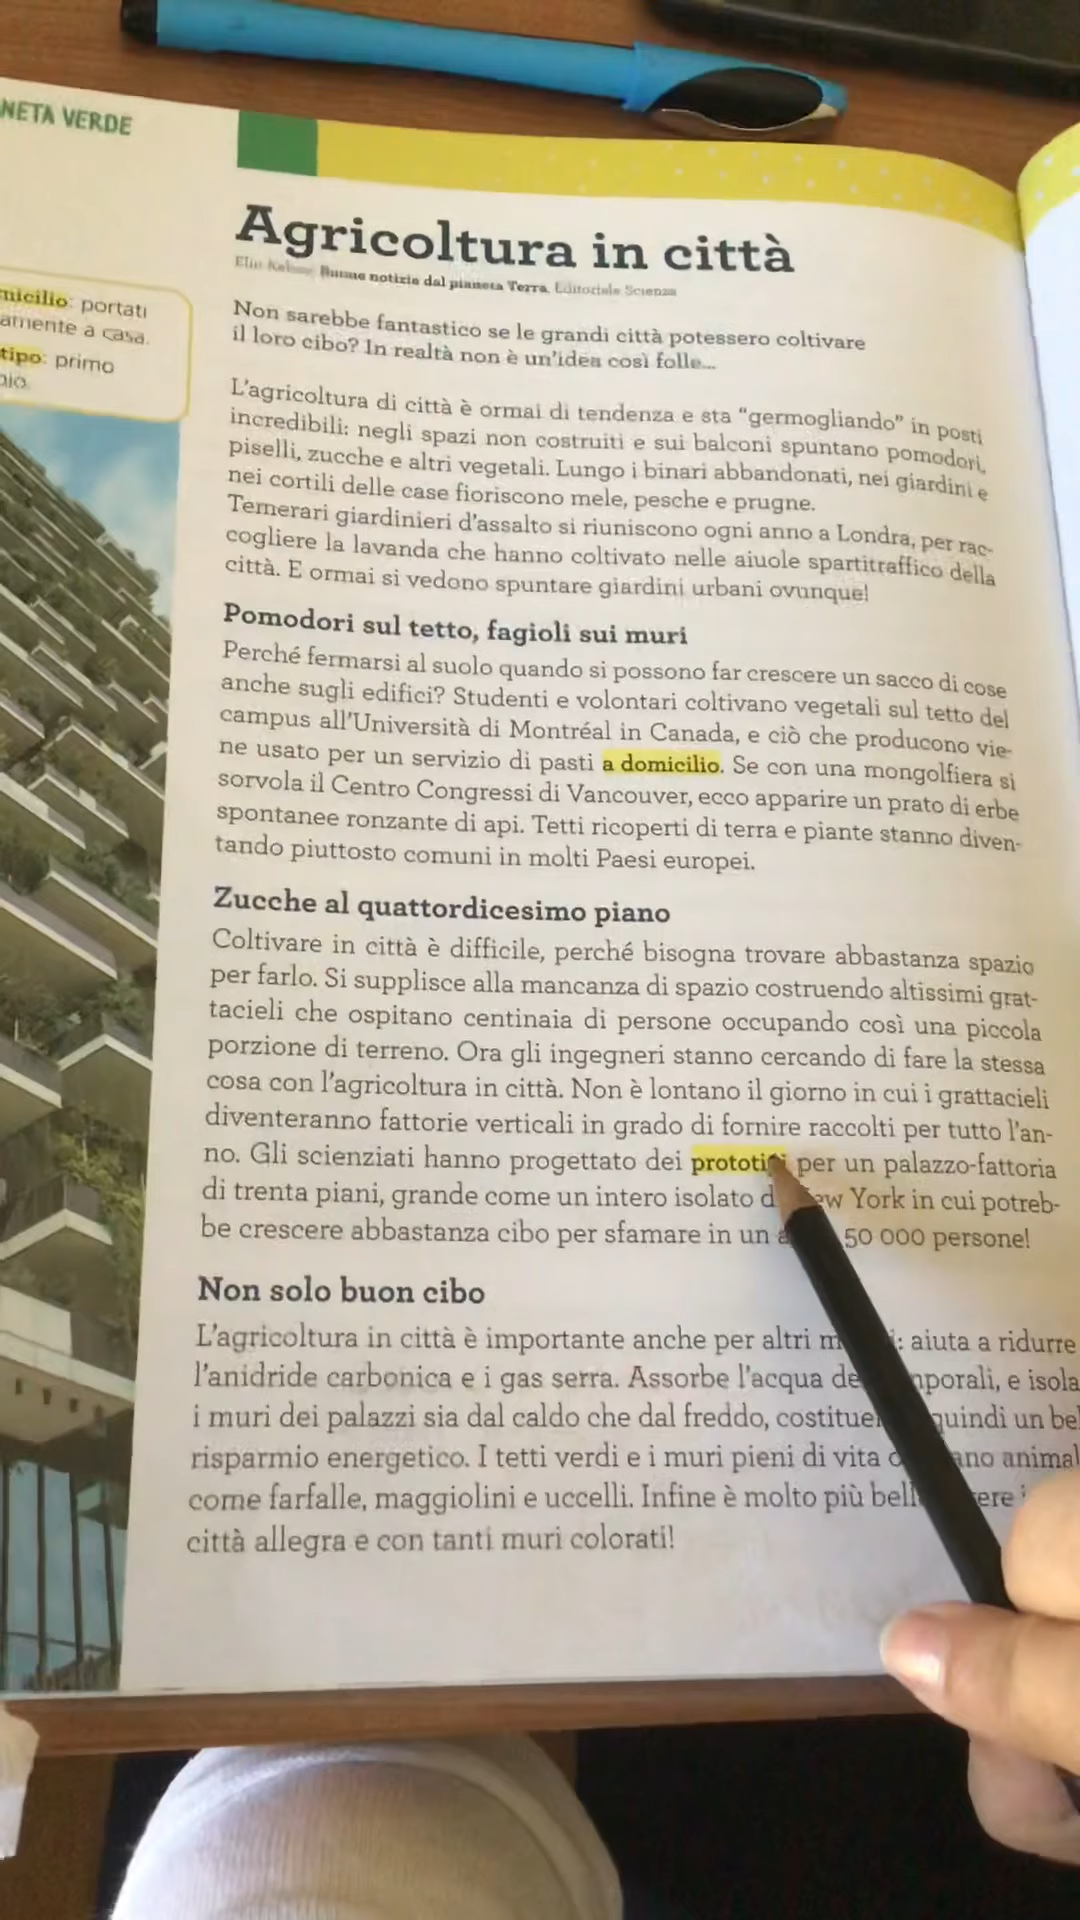 NETA VERDE
Agricoltura in città
Buone notizie dal pianeta Terra, Editoriale Scienza
micilio: portati
amente a casa.
tipo: primo
pio.
Non sarebbe fantastico se le grandi città potessero coltivare
il loro cibo? In realtà non è un'idea così folle...
L'agricoltura di città è ormai di tendenza e sta “germogliando” in posti
incredibili: negli spazi non costruiti e sui balconi spuntano pomodori,
piselli, zucche e altri vegetali. Lungo i binari abbandonati, nei giardini e
nei cortili delle case fioriscono mele, pesche e prugne.
Temerari giardinieri d'assalto si riuniscono ogni anno a Londra, per rac-
cogliere la lavanda che hanno coltivato nelle aiuole spartitraffico della
città. E ormai si vedono spuntare giardini urbani ovunque!
Pomodori sul tetto, fagioli sui muri
Perché fermarsi al suolo quando si possono far crescere un sacco di cose
anche sugli edifici? Studenti e volontari coltivano vegetali sul tetto del
campus all'Università di Montréal in Canada, e ciò che producono vie-
ne usato per un servizio di pasti a domicilio. Se con una mongolfiera si
sorvola il Centro Congressi di Vancouver, ecco apparire un prato di erbe
spontanee ronzante di api. Tetti ricoperti di terra e piante stanno diven-
tando piuttosto comuni in molti Paesi europei.
Zucche al quattordicesimo piano
Coltivare in città è difficile, perché bisogna trovare abbastanza spazio
per farlo. Si supplisce alla mancanza di spazio costruendo altissimi grat-
tacieli che ospitano centinaia di persone occupando così una piccola
porzione di terreno. Ora gli ingegneri stanno cercando di fare la stessa
cosa con l'agricoltura in città. Non è lontano il giorno in cui i grattacieli
diventeranno fattorie verticali in grado di fornire raccolti per tutto l'an-
no. Gli scienziati hanno progettato dei prototipi per un palazzo-fattoria
di trenta piani, grande come un intero isolato d ew York in cui potreb-
be crescere abbastanza cibo per sfamare in un a 50 000 persone!
Non solo buon cibo
L'agricoltura in città è importante anche per altri m i: aiuta a ridurre
l'anidride carbonica e i gas serra. Assorbe l'acqua de mporali, e isola
i muri dei palazzi sia dal caldo che dal freddo, costituen quindi un bel
risparmio energetico. I tetti verdi e i muri pieni di vita o ano animal
come farfalle, maggiolini e uccelli. Infine è molto più bell ere i
città allegra e con tanti muri colorati!